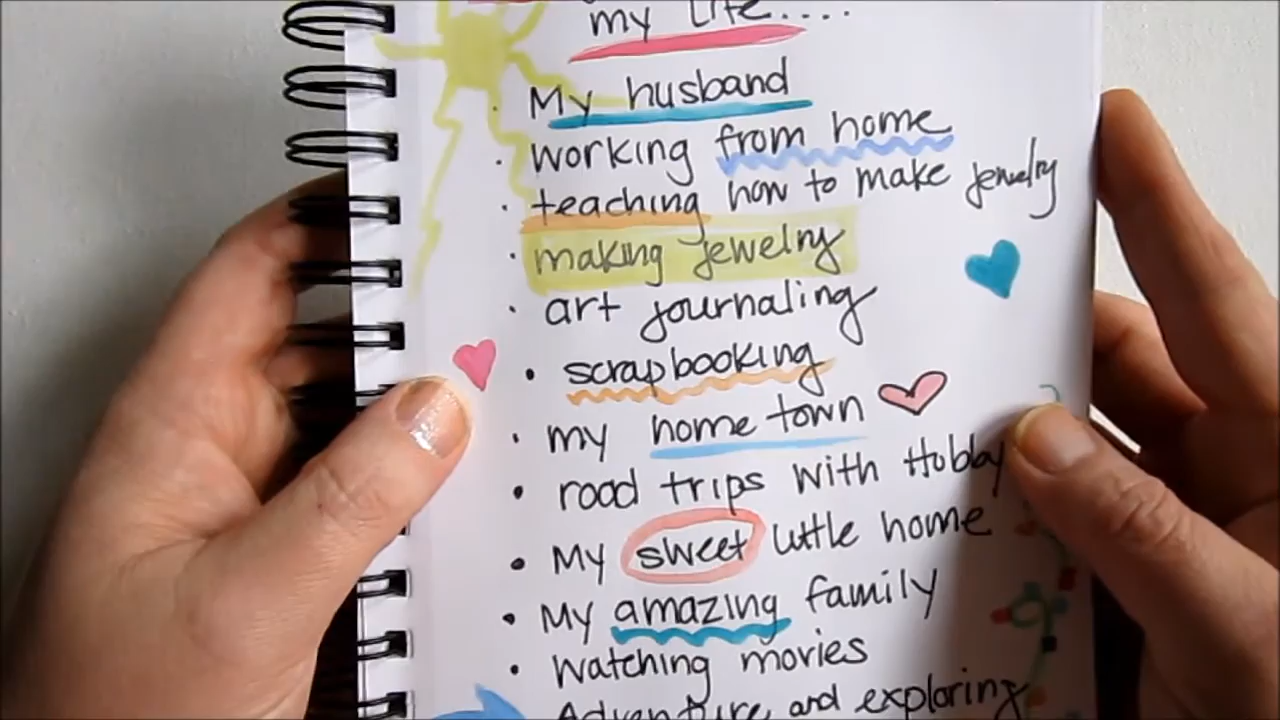 my life....
· My husband
· working from home
· teaching how to make jewelry
· making jewelry
· art journaling
· scrapbooking
· my home town
· road trips with Hobby
· My sweet little home
· My amazing family
· Watching movies
Adventure and exploring